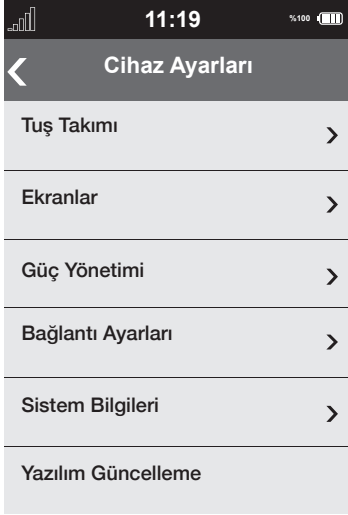 11:19 %100
Cihaz Ayarları
Tuş Takımı
Ekranlar
Güç Yönetimi
Bağlantı Ayarları
Sistem Bilgileri
Yazılım Güncelleme